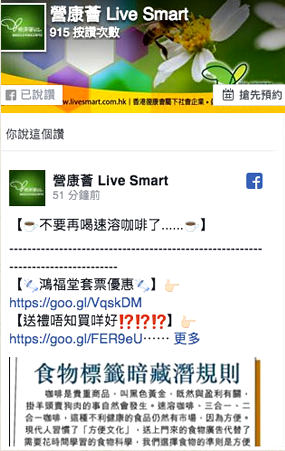 營康薈 Live Smart
915 按讚次數
已說讚
www.livesmart.com.hk | 香港復康會屬下社會企業
搶先預約
你說這個讚
營康薈 Live Smart
51 分鐘前
【☕不要再喝速溶咖啡了......☕】
------------------------------------------------------------
------------------------
【🍬鴻福堂套票優惠🍬】👉🏻
https://goo.gl/VqskDM
【送禮唔知買咩好⁉️⁉️⁉️】👉🏻
https://goo.gl/FER9eU⋯⋯ 更多
食物標籤暗藏潛規則
咖啡是貴重商品,叫黑色黃金,既然與盈利有關,
掛羊頭賣狗肉的事自然會發生。速溶咖啡、三合一、二
合一咖啡,這種不利健康的食品仍然有市場,因為方便。
現代人習慣了「方便文化」,送上門來的食物廣告代替了
需要花時間學習的食物科學,我們選擇食物的準則是方便